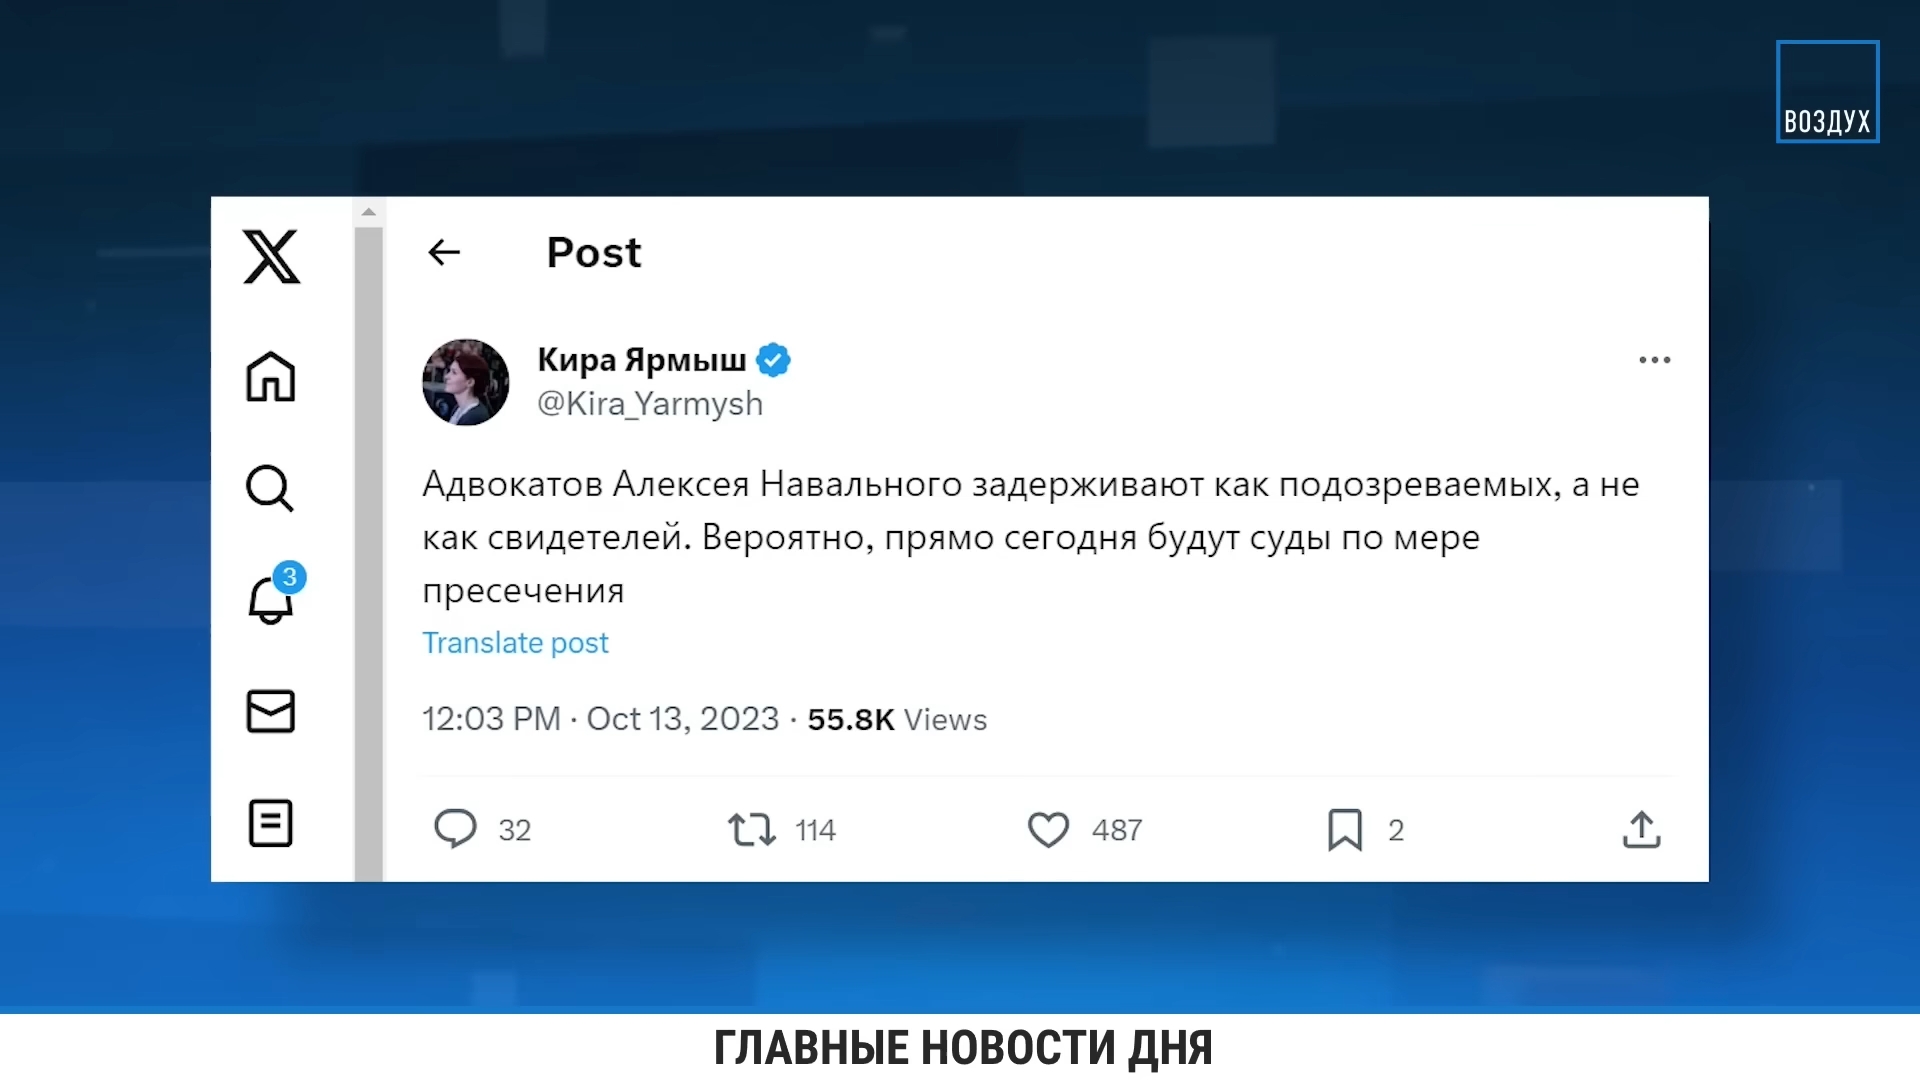 ВОЗДУХ
Post
Кира Ярмыш
@Kira_Yarmysh
Адвокатов Алексея Навального задерживают как подозреваемых, а не
как свидетелей. Вероятно, прямо сегодня будут суды по мере
пресечения
Translate post
12:03 PM · Oct 13, 2023 · 55.8K Views
3
32 114 487 2
ГЛАВНЫЕ НОВОСТИ ДНЯ